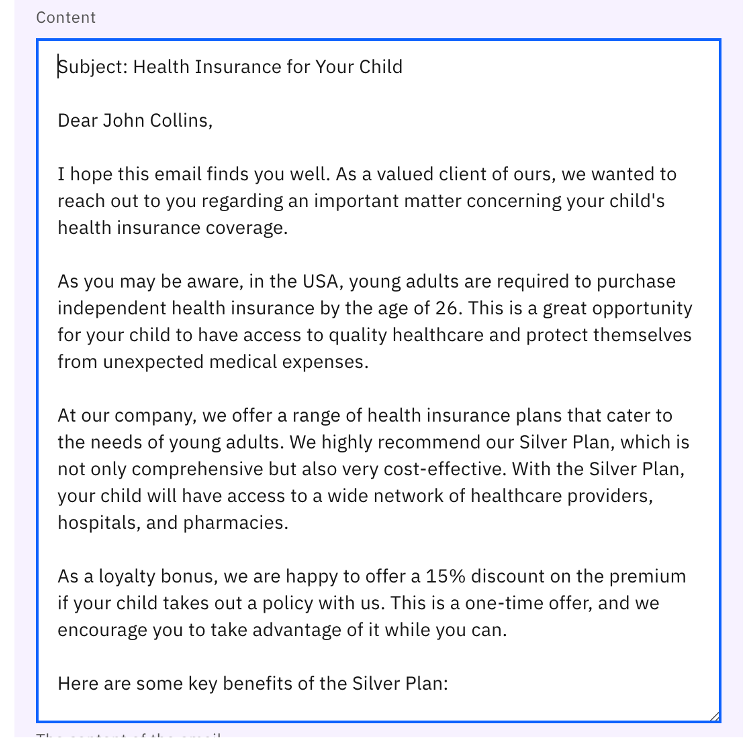 Content
Subject: Health Insurance for Your Child
Dear John Collins,
I hope this email finds you well. As a valued client of ours, we wanted to
reach out to you regarding an important matter concerning your child's
health insurance coverage.
As you may be aware, in the USA, young adults are required to purchase
independent health insurance by the age of 26. This is a great opportunity
for your child to have access to quality healthcare and protect themselves
from unexpected medical expenses.
At our company, we offer a range of health insurance plans that cater to
the needs of young adults. We highly recommend our Silver Plan, which is
not only comprehensive but also very cost-effective. With the Silver Plan,
your child will have access to a wide network of healthcare providers,
hospitals, and pharmacies.
As a loyalty bonus, we are happy to offer a 15% discount on the premium
if your child takes out a policy with us. This is a one-time offer, and we
encourage you to take advantage of it while you can.
Here are some key benefits of the Silver Plan:
The content of the email